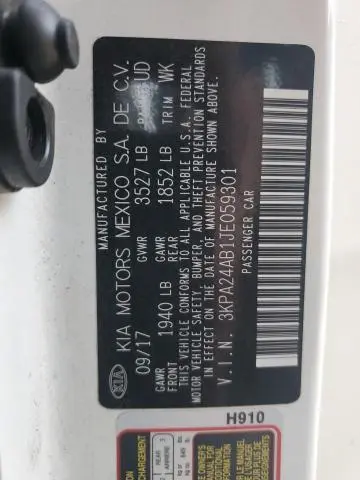 MANUFACTURED BY
KIA KIA MOTORS MEXICO S.A. DE C.V.
09/17 GVWR 3527 LB UD
GAWR FRONT 1940 LB GAWR REAR 1852 LB TRIM WK
THIS VEHICLE CONFORMS TO ALL APPLICABLE U.S.A. FEDERAL
MOTOR VEHICLE SAFETY, BUMPER, AND THEFT PREVENTION STANDARDS
IN EFFECT ON THE DATE OF MANUFACTURE SHOWN ABOVE.
V.I.N. 3KPA24AB1JE059301
PASSENGER CAR
H910